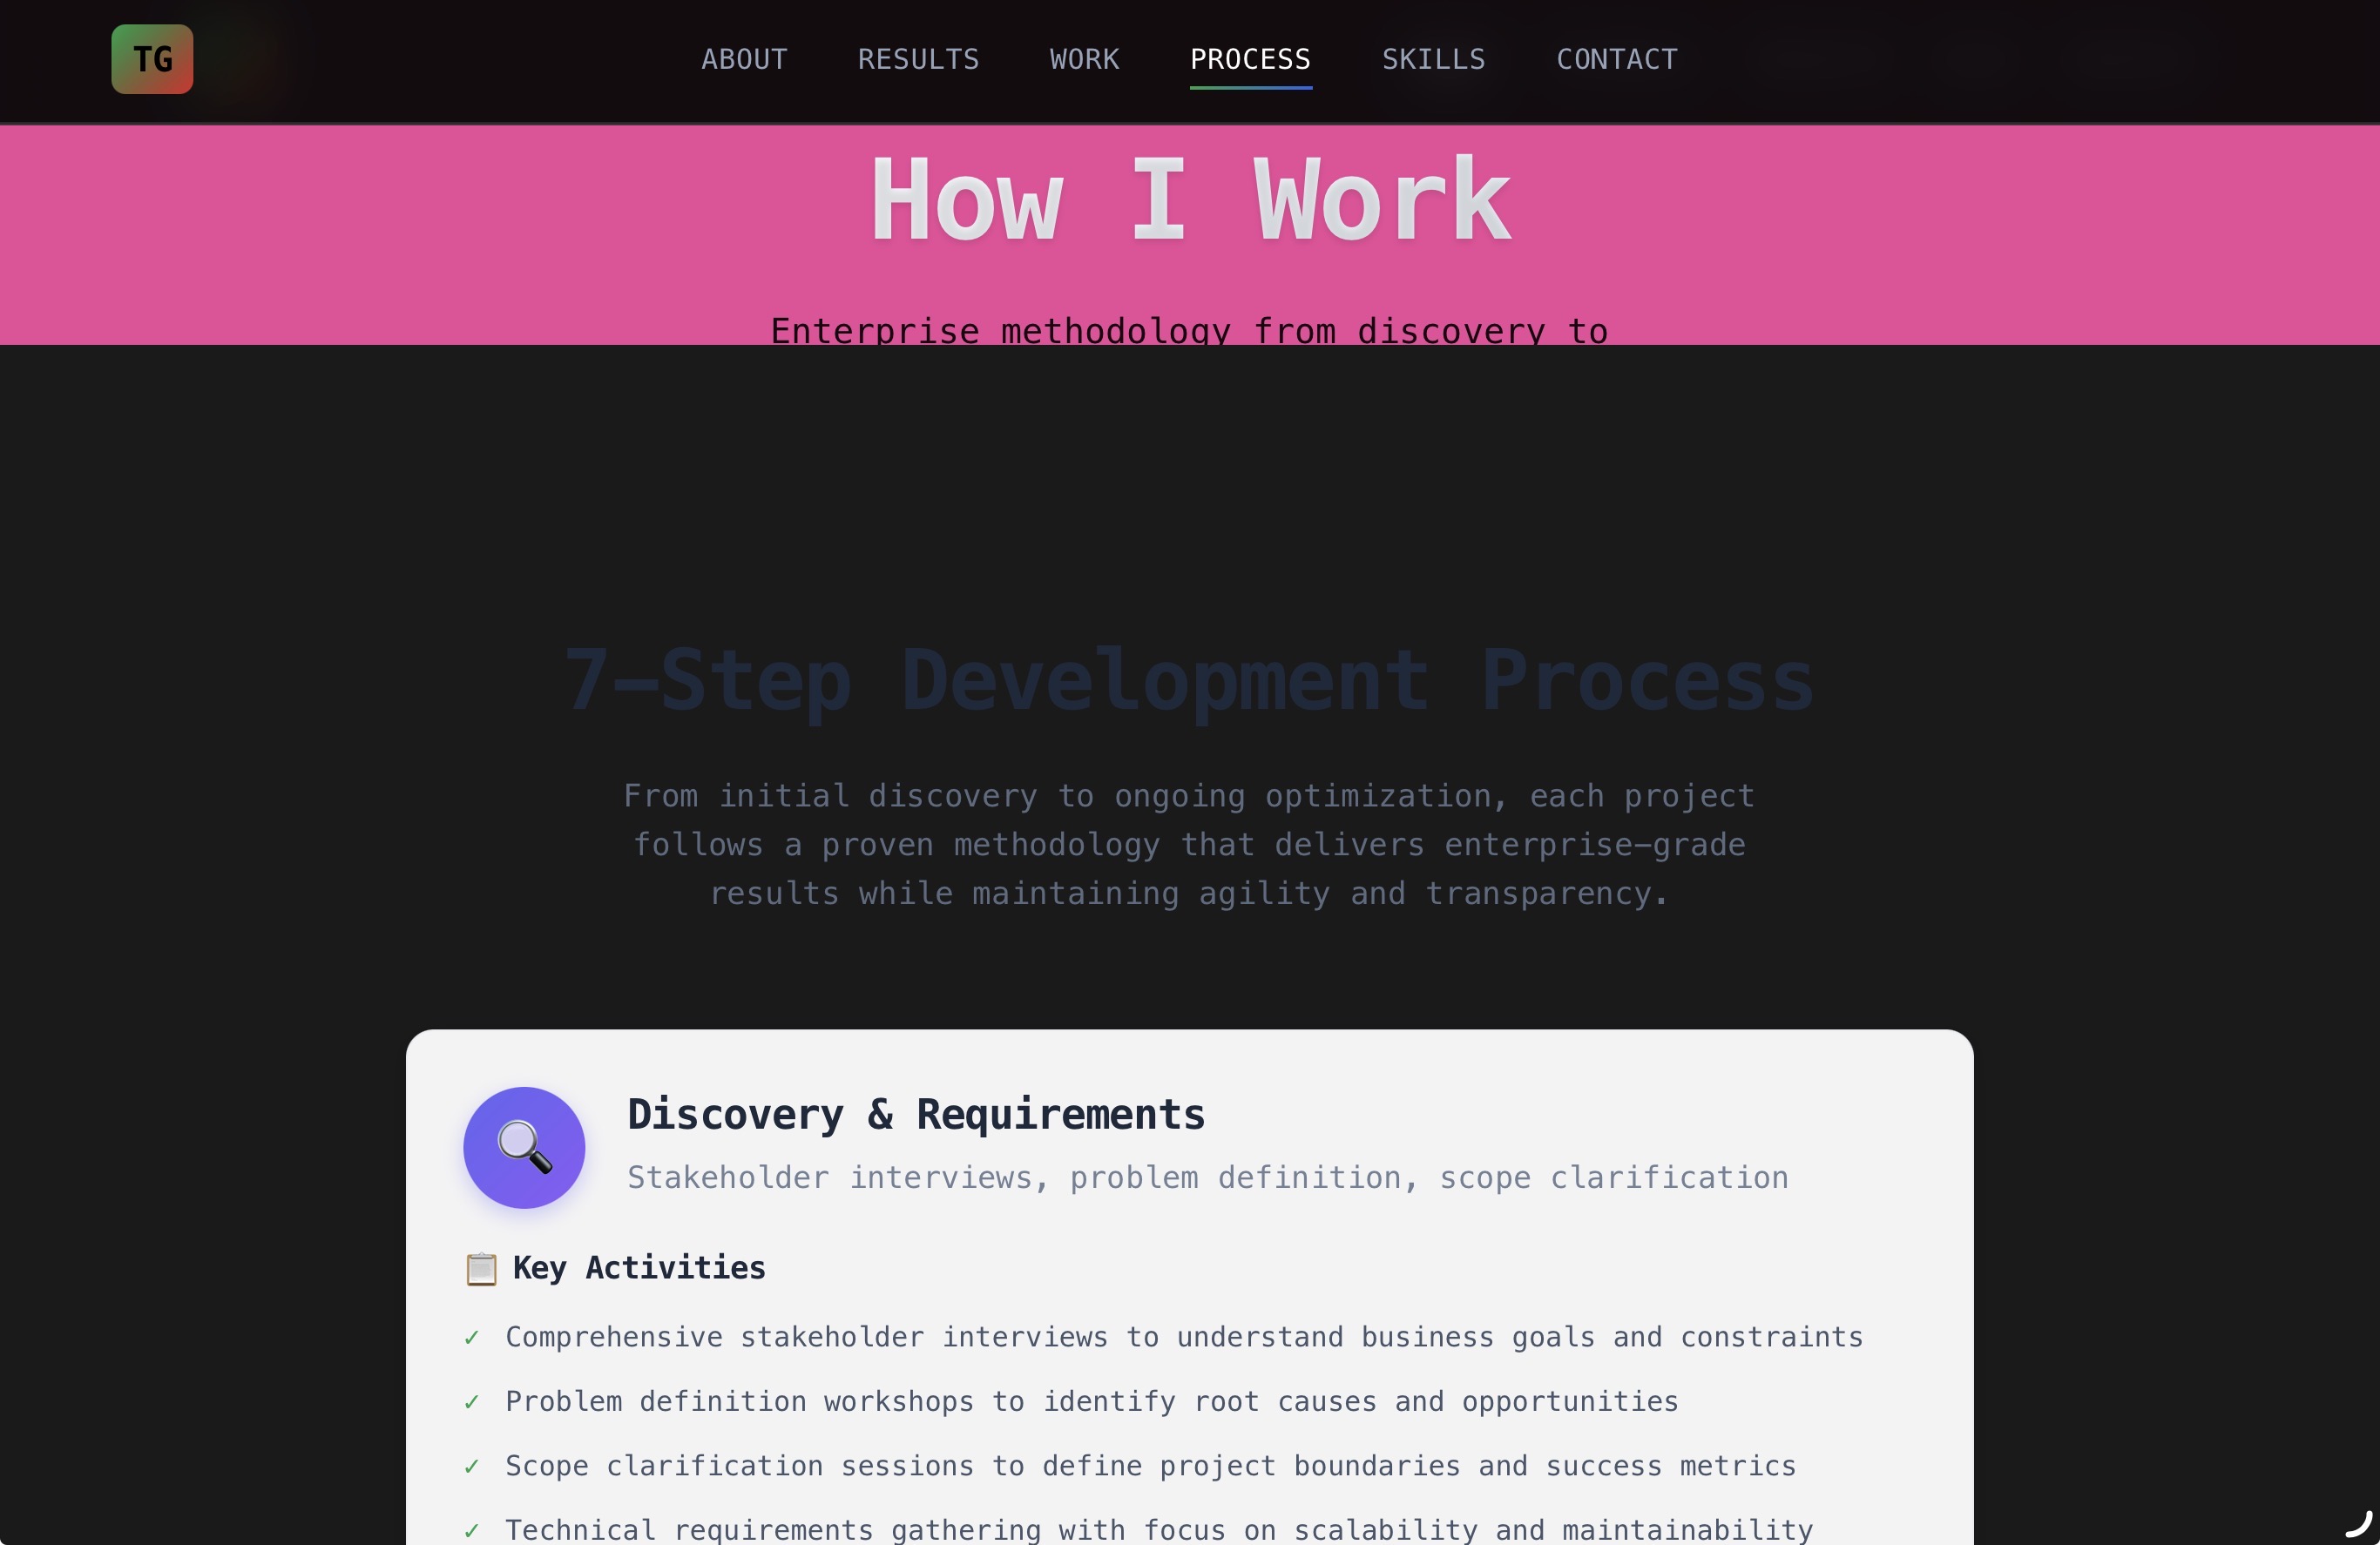 TG
ABOUT RESULTS WORK PROCESS SKILLS CONTACT
How I Work
Enterprise methodology from discovery to
7–Step Development Process
From initial discovery to ongoing optimization, each project
follows a proven methodology that delivers enterprise–grade
results while maintaining agility and transparency.
Discovery & Requirements
Stakeholder interviews, problem definition, scope clarification
Key Activities
✓ Comprehensive stakeholder interviews to understand business goals and constraints
✓ Problem definition workshops to identify root causes and opportunities
✓ Scope clarification sessions to define project boundaries and success metrics
✓ Technical requirements gathering with focus on scalability and maintainability